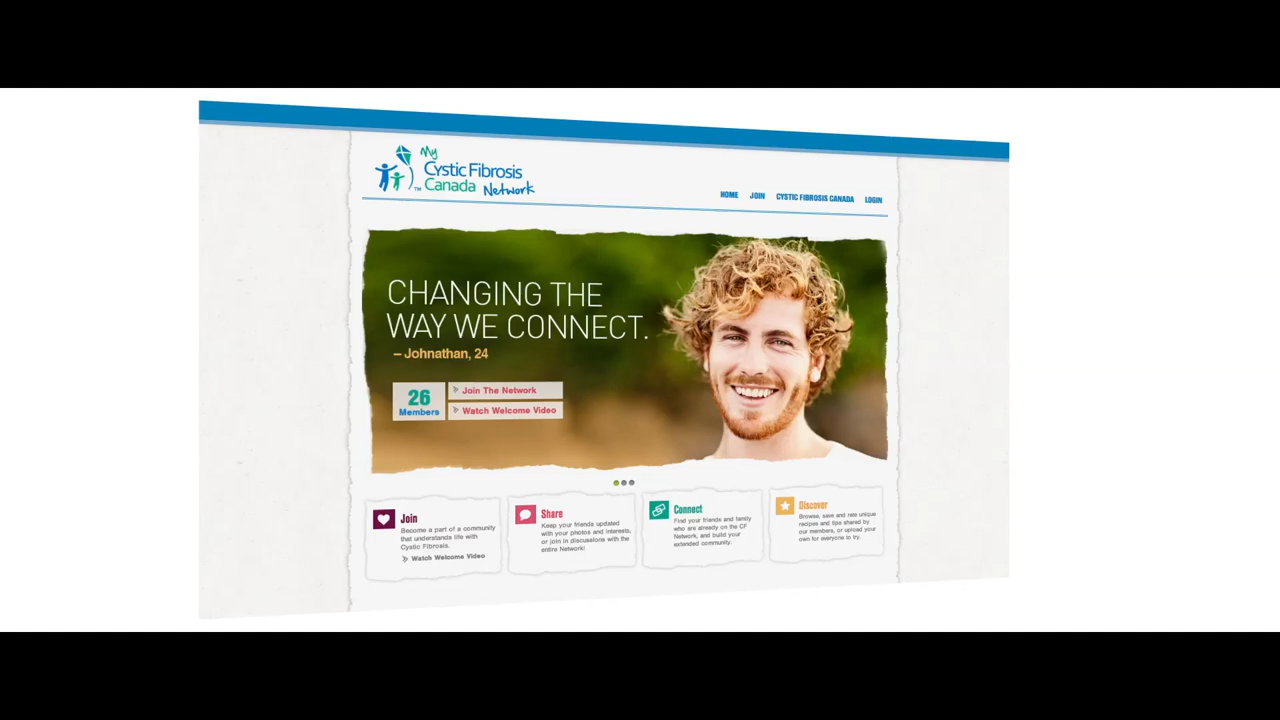 My
Cystic Fibrosis
Canada Network
TM
HOME JOIN CYSTIC FIBROSIS CANADA LOGIN
CHANGING THE
WAY WE CONNECT.
– Johnathan, 24
26
Members
Join The Network
Watch Welcome Video
Join
Become a part of a community
that understands life with
Cystic Fibrosis.
Watch Welcome Video
Share
Keep your friends updated
with your photos and interests,
or join in discussions with the
entire Network!
Connect
Find your friends and family
who are already on the CF
Network, and build your
extended community.
Discover
Browse, save and rate unique
recipes and tips shared by
our members, or upload your
own for everyone to try.